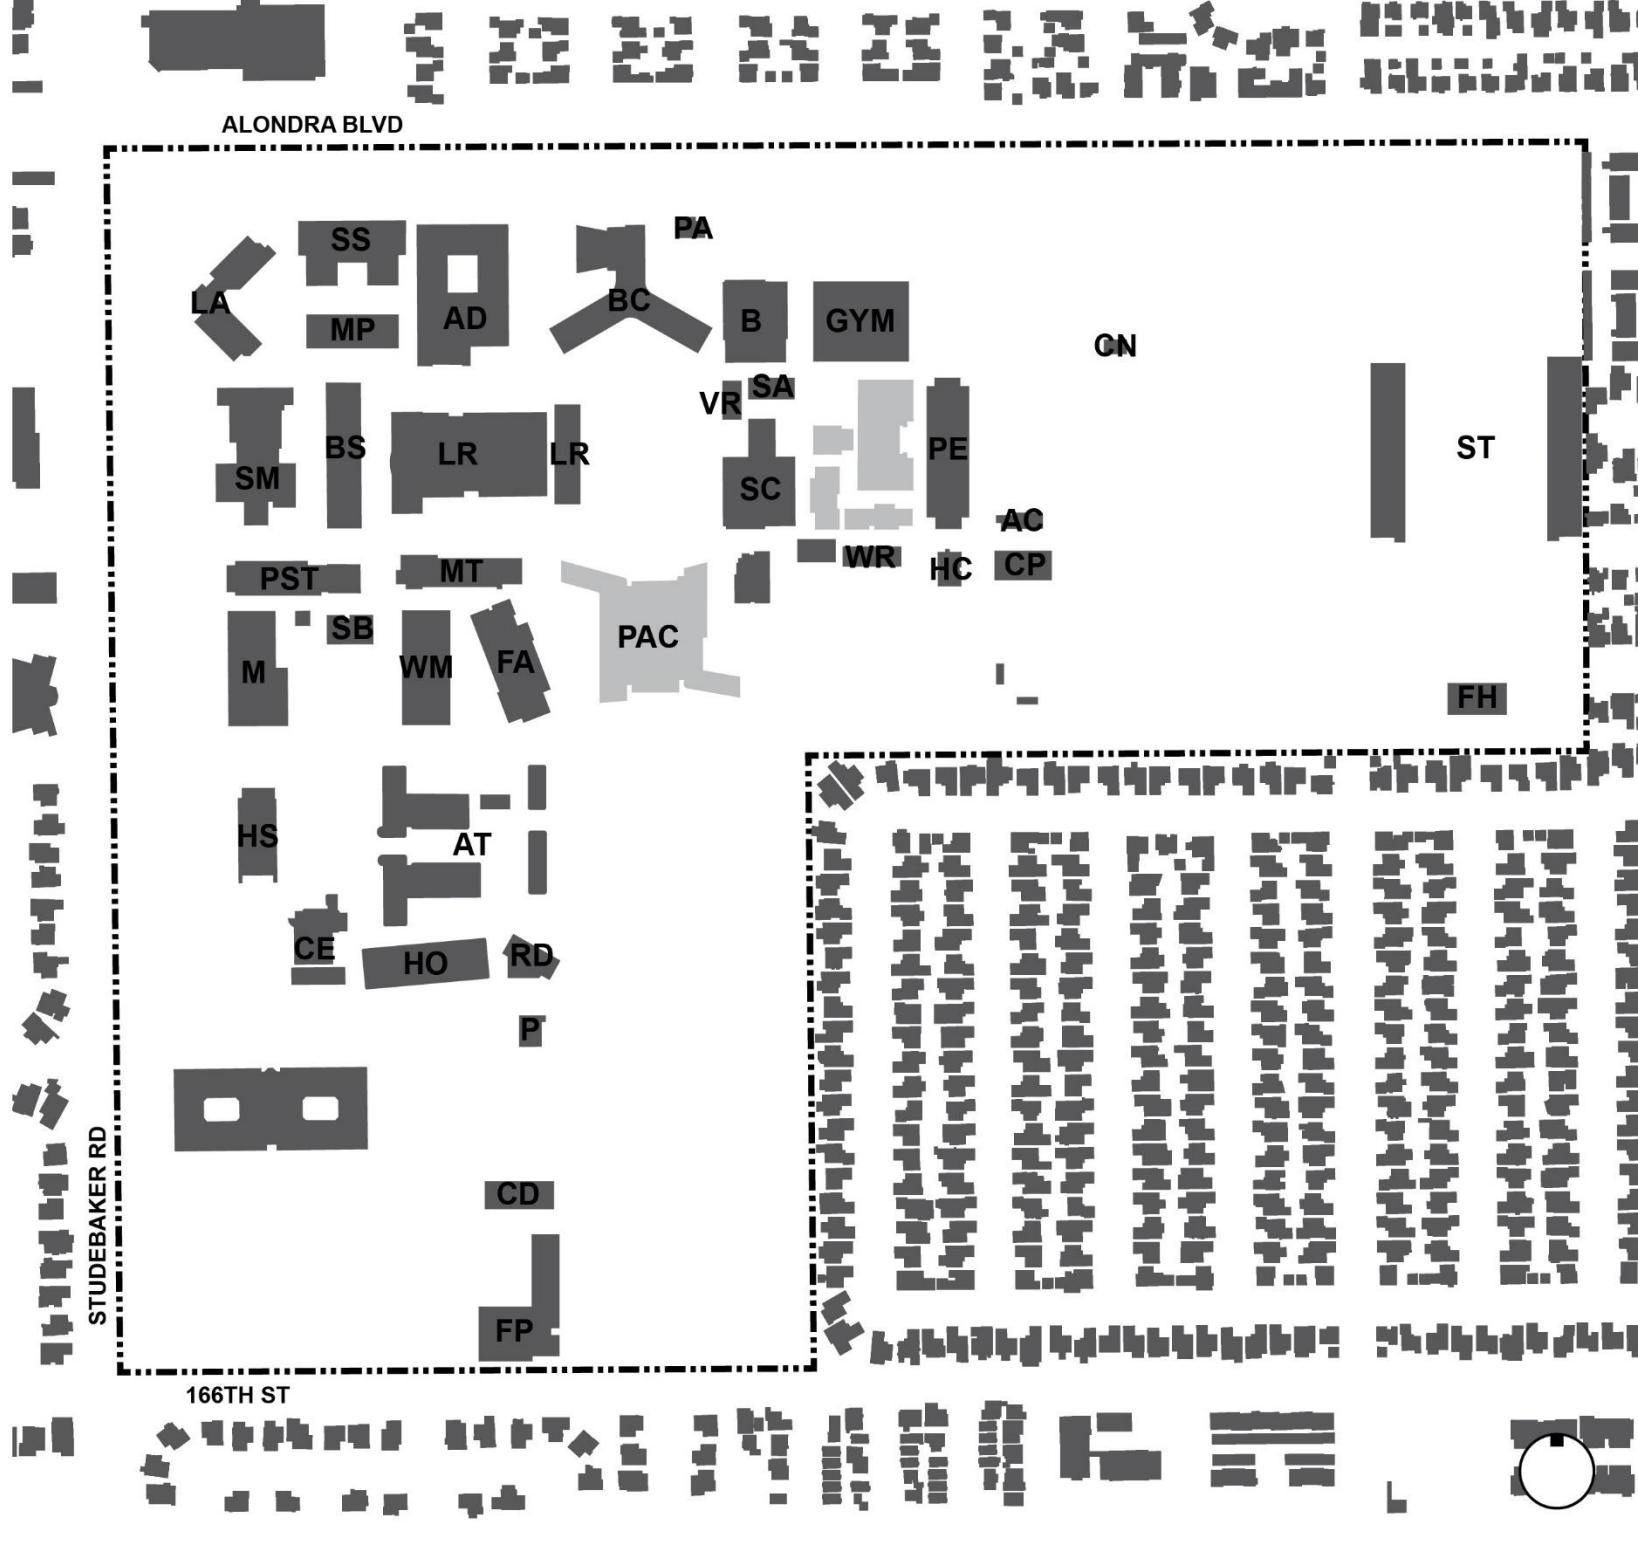 ALONDRA BLVD
PA
SS
LA
BC
AD
MP
B
GYM
CN
SA
VR
BS
LR
LR
PE
ST
SM
SC
AC
WR
HC
CP
PST
MT
SB
PAC
M
WM
FA
FH
HS
AT
CE
HO
RD
P
STUDEBAKER RD
CD
FP
166TH ST